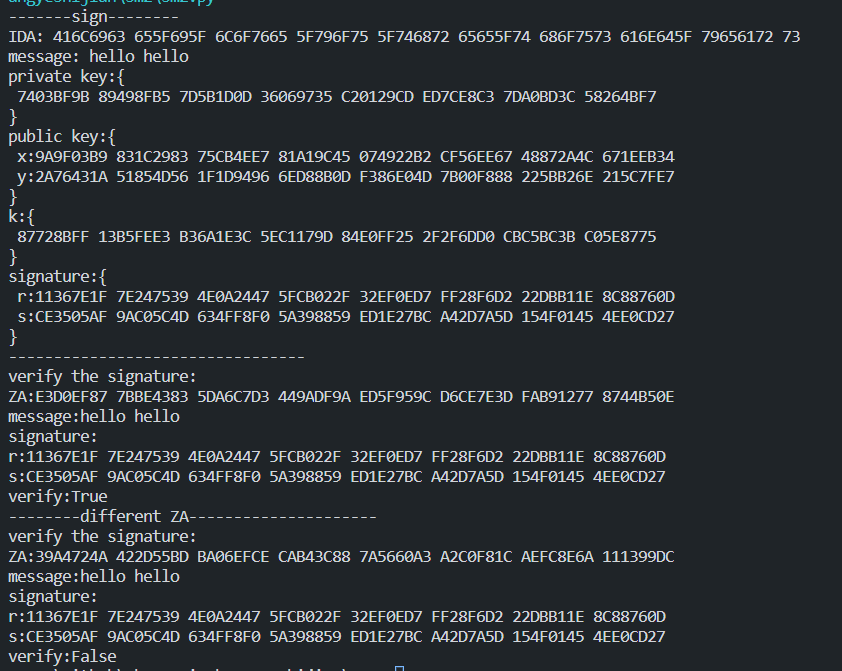 -------sign--------
IDA: 416C6963 655F695F 6C6F7665 5F796F75 5F746872 65655F74 686F7573 616E645F 79656172 73
message: hello hello
private key:{
 7403BF9B 89498FB5 7D5B1D0D 36069735 C20129CD ED7CE8C3 7DA0BD3C 58264BF7
}
public key:{
 x:9A9F03B9 831C2983 75CB4EE7 81A19C45 074922B2 CF56EE67 48872A4C 671EEB34
 y:2A76431A 51854D56 1F1D9496 6ED88B0D F386E04D 7B00F888 225BB26E 215C7FE7
}
k:{
 87728BFF 13B5FEE3 B36A1E3C 5EC1179D 84E0FF25 2F2F6DD0 CBC5BC3B C05E8775
}
signature:{
 r:11367E1F 7E247539 4E0A2447 5FCB022F 32EF0ED7 FF28F6D2 22DBB11E 8C88760D
 s:CE3505AF 9AC05C4D 634FF8F0 5A398859 ED1E27BC A42D7A5D 154F0145 4EE0CD27
}
---------------------------------
verify the signature:
ZA:E3D0EF87 7BBE4383 5DA6C7D3 449ADF9A ED5F959C D6CE7E3D FAB91277 8744B50E
message:hello hello
signature:
r:11367E1F 7E247539 4E0A2447 5FCB022F 32EF0ED7 FF28F6D2 22DBB11E 8C88760D
s:CE3505AF 9AC05C4D 634FF8F0 5A398859 ED1E27BC A42D7A5D 154F0145 4EE0CD27
verify:True
--------different ZA---------------------
verify the signature:
ZA:39A4724A 422D55BD BA06EFCE CAB43C88 7A5660A3 A2C0F81C AEFC8E6A 111399DC
message:hello hello
signature:
r:11367E1F 7E247539 4E0A2447 5FCB022F 32EF0ED7 FF28F6D2 22DBB11E 8C88760D
s:CE3505AF 9AC05C4D 634FF8F0 5A398859 ED1E27BC A42D7A5D 154F0145 4EE0CD27
verify:False